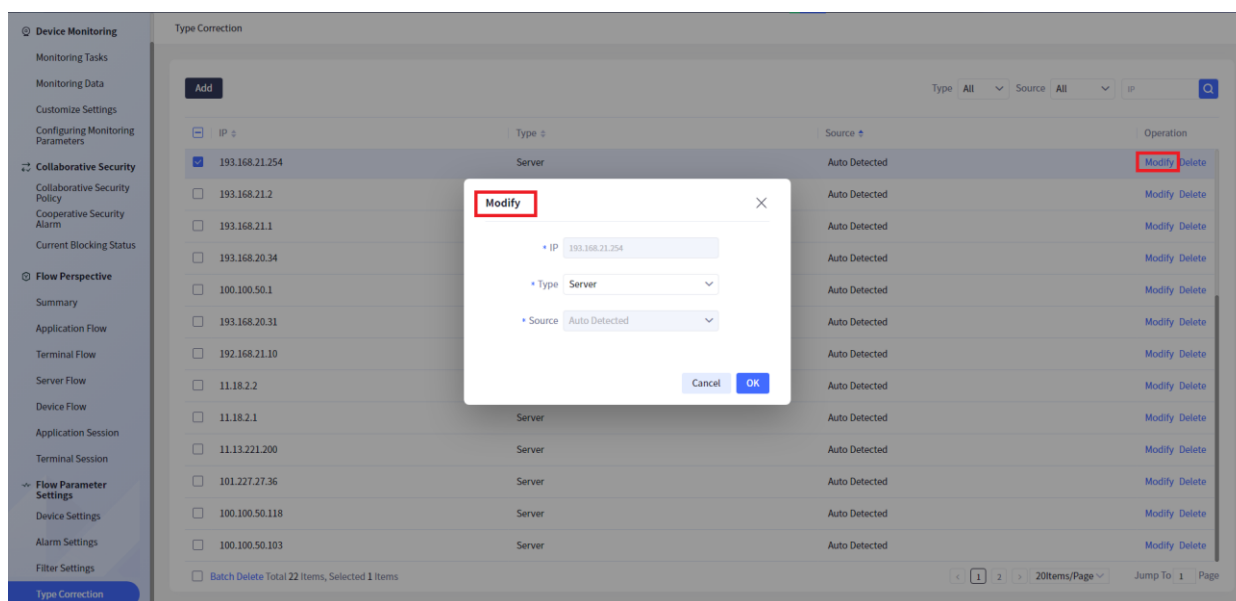 Device Monitoring
Monitoring Tasks
Monitoring Data
Customize Settings
Configuring Monitoring
Parameters
Collaborative Security
Collaborative Security
Policy
Cooperative Security
Alarm
Current Blocking Status
Flow Perspective
Summary
Application Flow
Terminal Flow
Server Flow
Device Flow
Application Session
Terminal Session
Flow Parameter
Settings
Device Settings
Alarm Settings
Filter Settings
Type Correction
Type Correction
Add Type All Source All IP
IP Type Source Operation
193.168.21.254 Server Auto Detected Modify Delete
193.168.21.2 Auto Detected Modify Delete
193.168.21.1 Auto Detected Modify Delete
193.168.20.34 Auto Detected Modify Delete
100.100.50.1 Auto Detected Modify Delete
193.168.20.31 Auto Detected Modify Delete
192.168.21.10 Auto Detected Modify Delete
11.18.2.2 Auto Detected Modify Delete
11.18.2.1 Server Auto Detected Modify Delete
11.13.221.200 Server Auto Detected Modify Delete
101.227.27.36 Server Auto Detected Modify Delete
100.100.50.118 Server Auto Detected Modify Delete
100.100.50.103 Server Auto Detected Modify Delete
Batch Delete Total 22 Items, Selected 1 Items < 1 2 > 20Items/Page Jump To 1 Page
Modify
* IP 193.168.21.254
* Type Server
* Source Auto Detected
Cancel OK